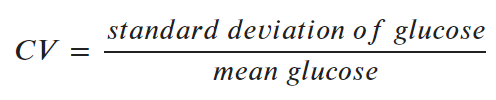 CV = standard deviation of glucose
mean glucose